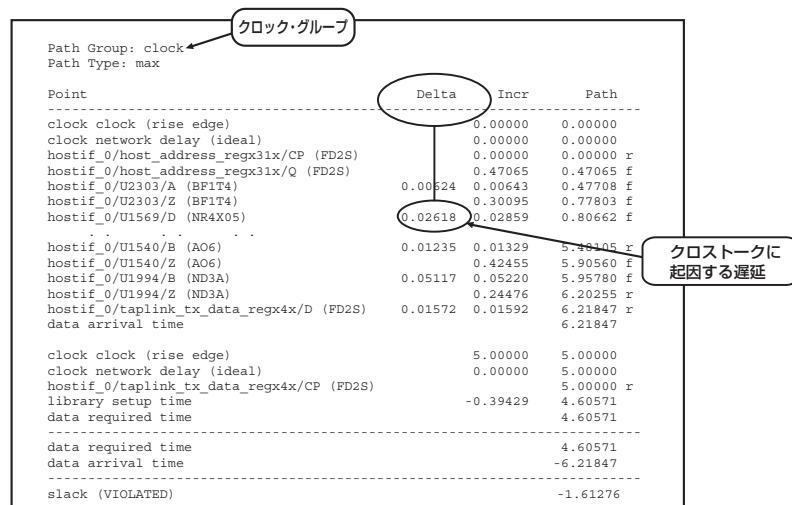 クロック・グループ
Path Group: clock
Path Type: max
Point Delta Incr Path
clock clock (rise edge) 0.00000 0.00000
clock network delay (ideal) 0.00000 0.00000
hostif_0/host_address_regx31x/CP (FD2S) 0.00000 0.00000 r
hostif_0/host_address_regx31x/Q (FD2S) 0.47065 0.47065 f
hostif_0/U2303/A (BF1T4) 0.00624 0.00643 0.47708 f
hostif_0/U2303/Z (BF1T4) 0.30095 0.77803 f
hostif_0/U1569/D (NR4X05) 0.02618 0.02859 0.80662 f
. . . .
hostif_0/U1540/B (AO6) 0.01235 0.01329 5.48105 r
hostif_0/U1540/Z (AO6) 0.42455 5.90560 f
hostif_0/U1994/B (ND3A) 0.05117 0.05220 5.95780 f
hostif_0/U1994/Z (ND3A) 0.24476 6.20255 r
hostif_0/taplink_tx_data_regx4x/D (FD2S) 0.01572 0.01592 6.21847 r
data arrival time 6.21847
クロストークに
起因する遅延
clock clock (rise edge) 5.00000 5.00000
clock network delay (ideal) 0.00000 5.00000
hostif_0/taplink_tx_data_regx4x/CP (FD2S) 5.00000 r
library setup time -0.39429 4.60571
data required time 4.60571
data required time 4.60571
data arrival time -6.21847
slack (VIOLATED) -1.61276